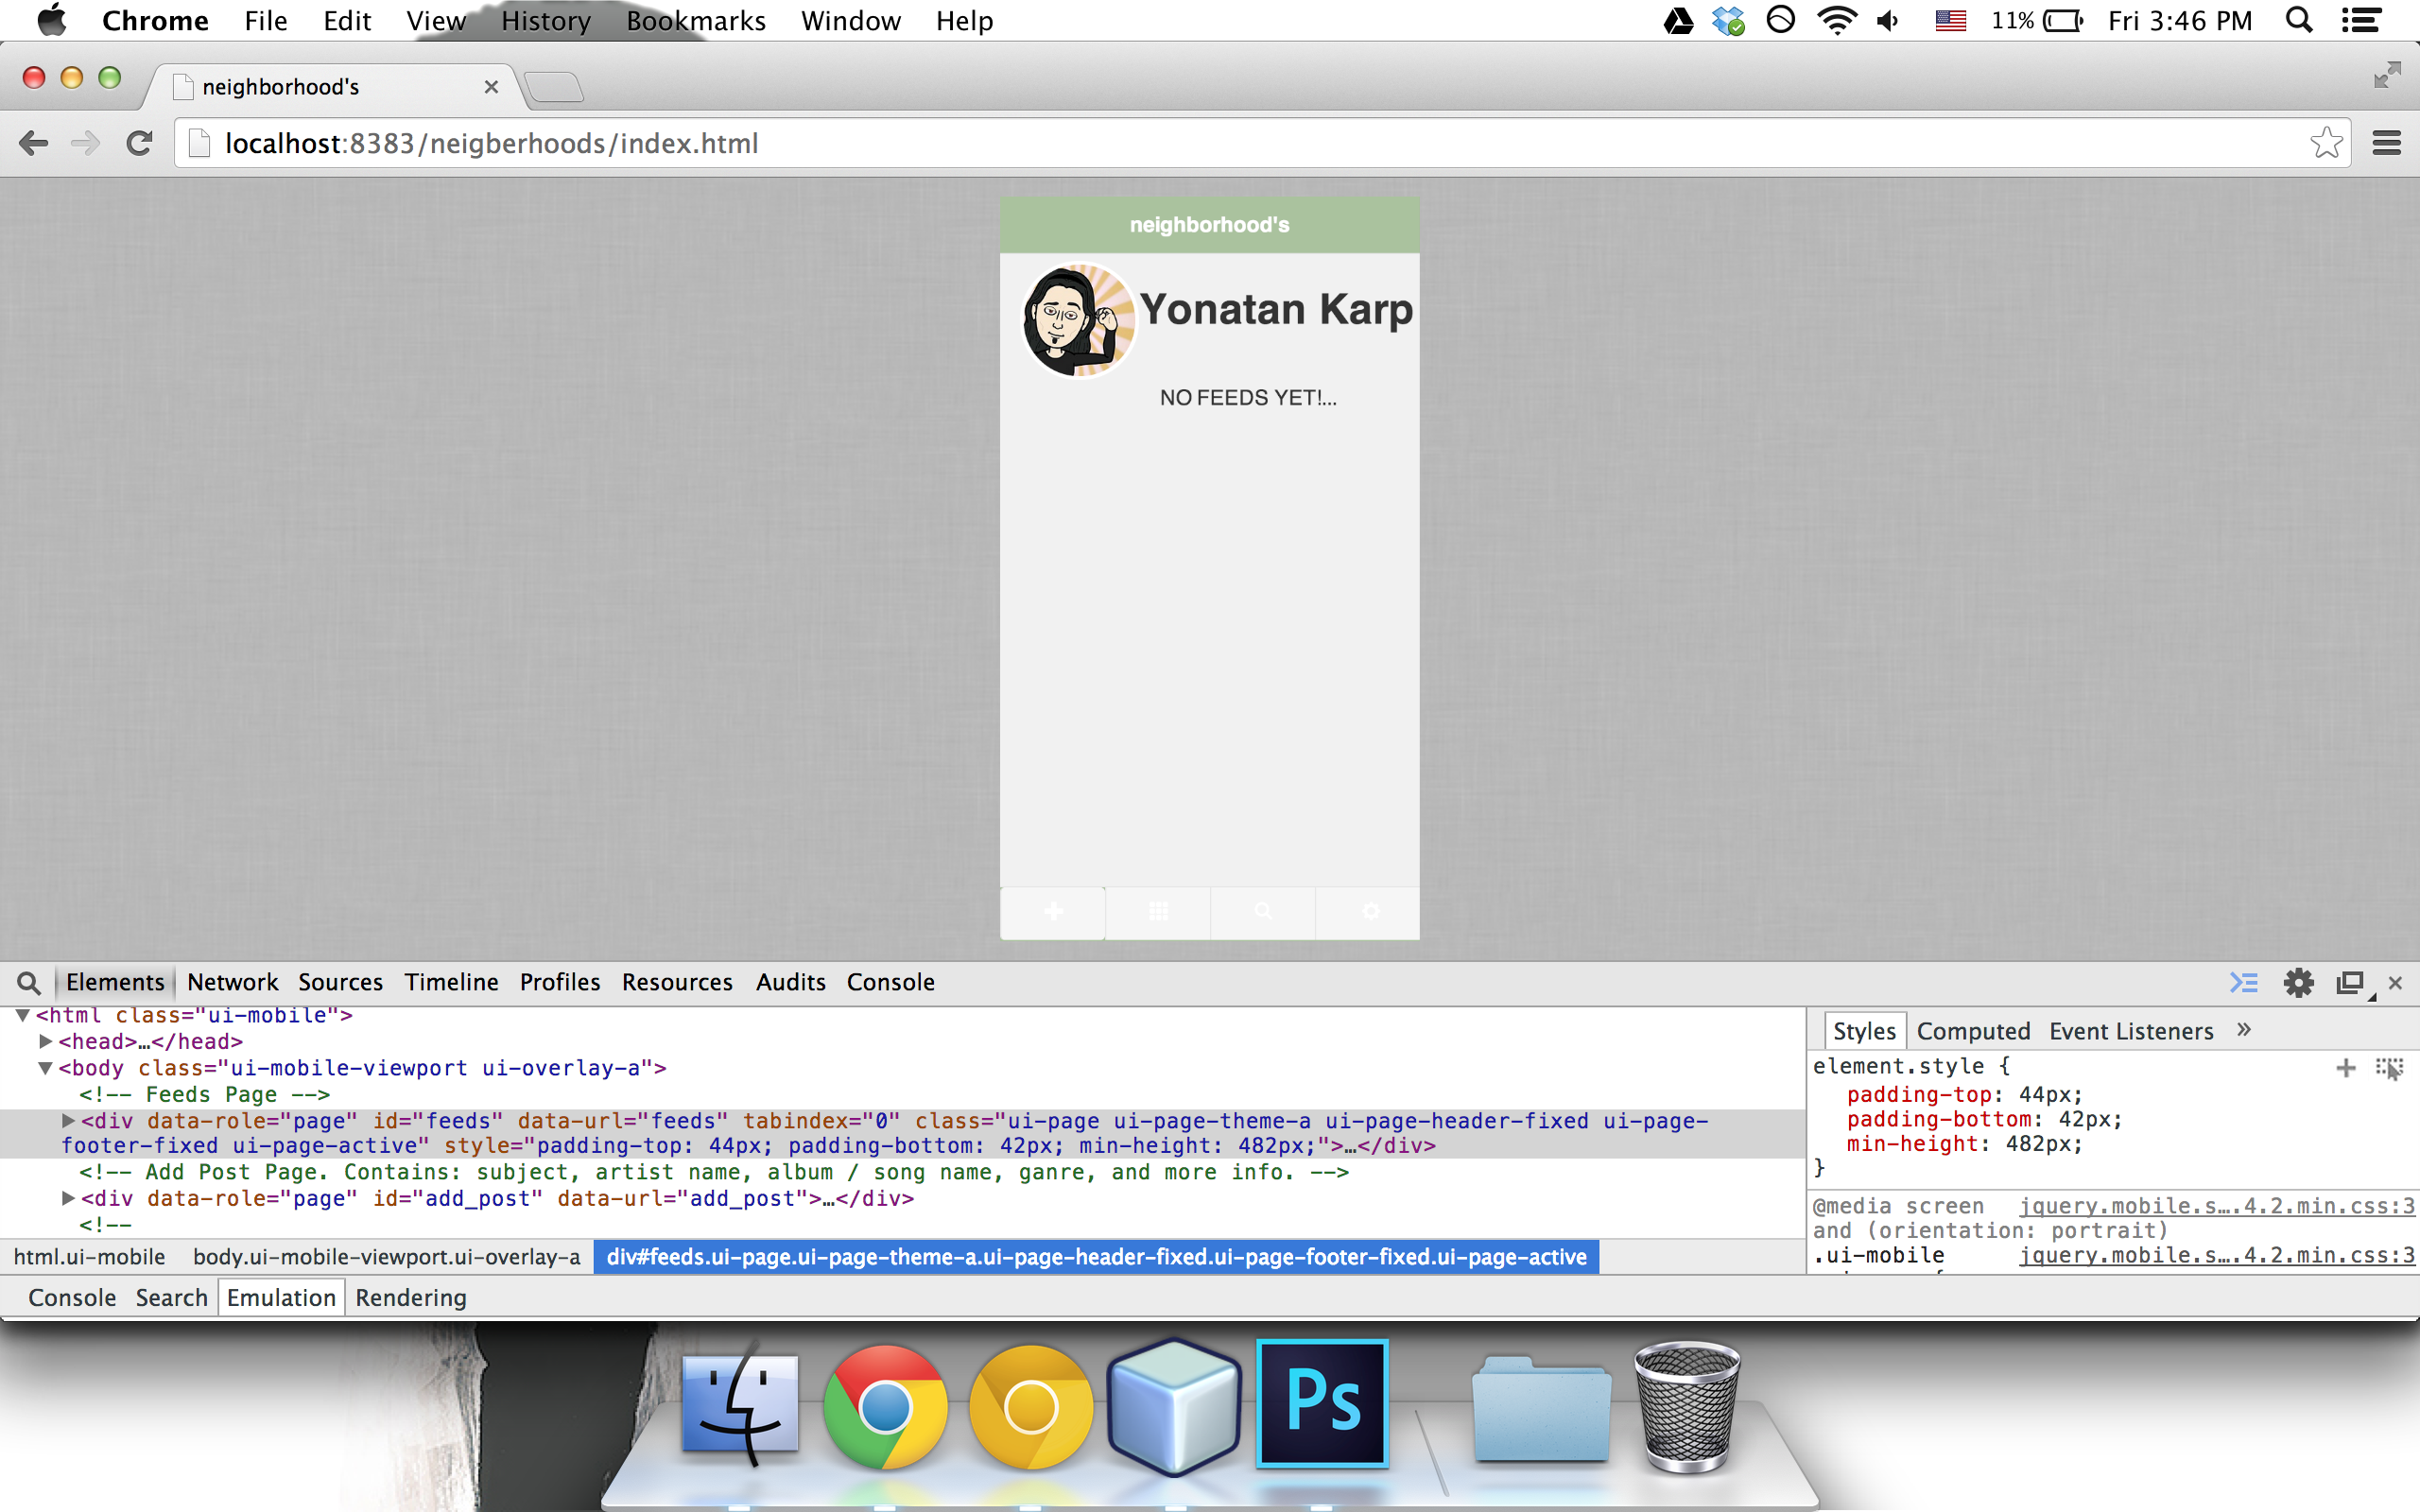 Chrome File Edit View History Bookmarks Window Help 11% Fri 3:46 PM
neighborhood's
localhost:8383/neigberhoods/index.html
neighborhood's
Yonatan Karp
NO FEEDS YET!...
Elements Network Sources Timeline Profiles Resources Audits Console
<html class="ui-mobile">
<head>…</head>
<body class="ui-mobile-viewport ui-overlay-a">
<!-- Feeds Page -->
<div data-role="page" id="feeds" data-url="feeds" tabindex="0" class="ui-page ui-page-theme-a ui-page-header-fixed ui-page-
footer-fixed ui-page-active" style="padding-top: 44px; padding-bottom: 42px; min-height: 482px;">…</div>
<!-- Add Post Page. Contains: subject, artist name, album / song name, ganre, and more info. -->
<div data-role="page" id="add_post" data-url="add_post">…</div>
<!--
html.ui-mobile body.ui-mobile-viewport.ui-overlay-a div#feeds.ui-page.ui-page-theme-a.ui-page-header-fixed.ui-page-footer-fixed.ui-page-active
Styles Computed Event Listeners »
element.style {
padding-top: 44px;
padding-bottom: 42px;
min-height: 482px;
}
@media screen jquery.mobile.s….4.2.min.css:3
and (orientation: portrait)
.ui-mobile jquery.mobile.s….4.2.min.css:3
Console Search Emulation Rendering
Ps